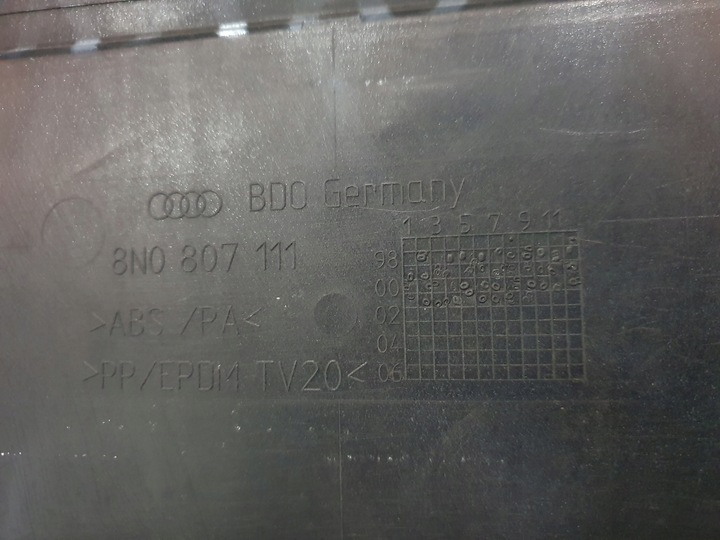 BDO Germany
8N0 807 111
>ABS /PA<
>PP/EPDM TV20<
1 3 5 7 9 11
98
00
02
04
06